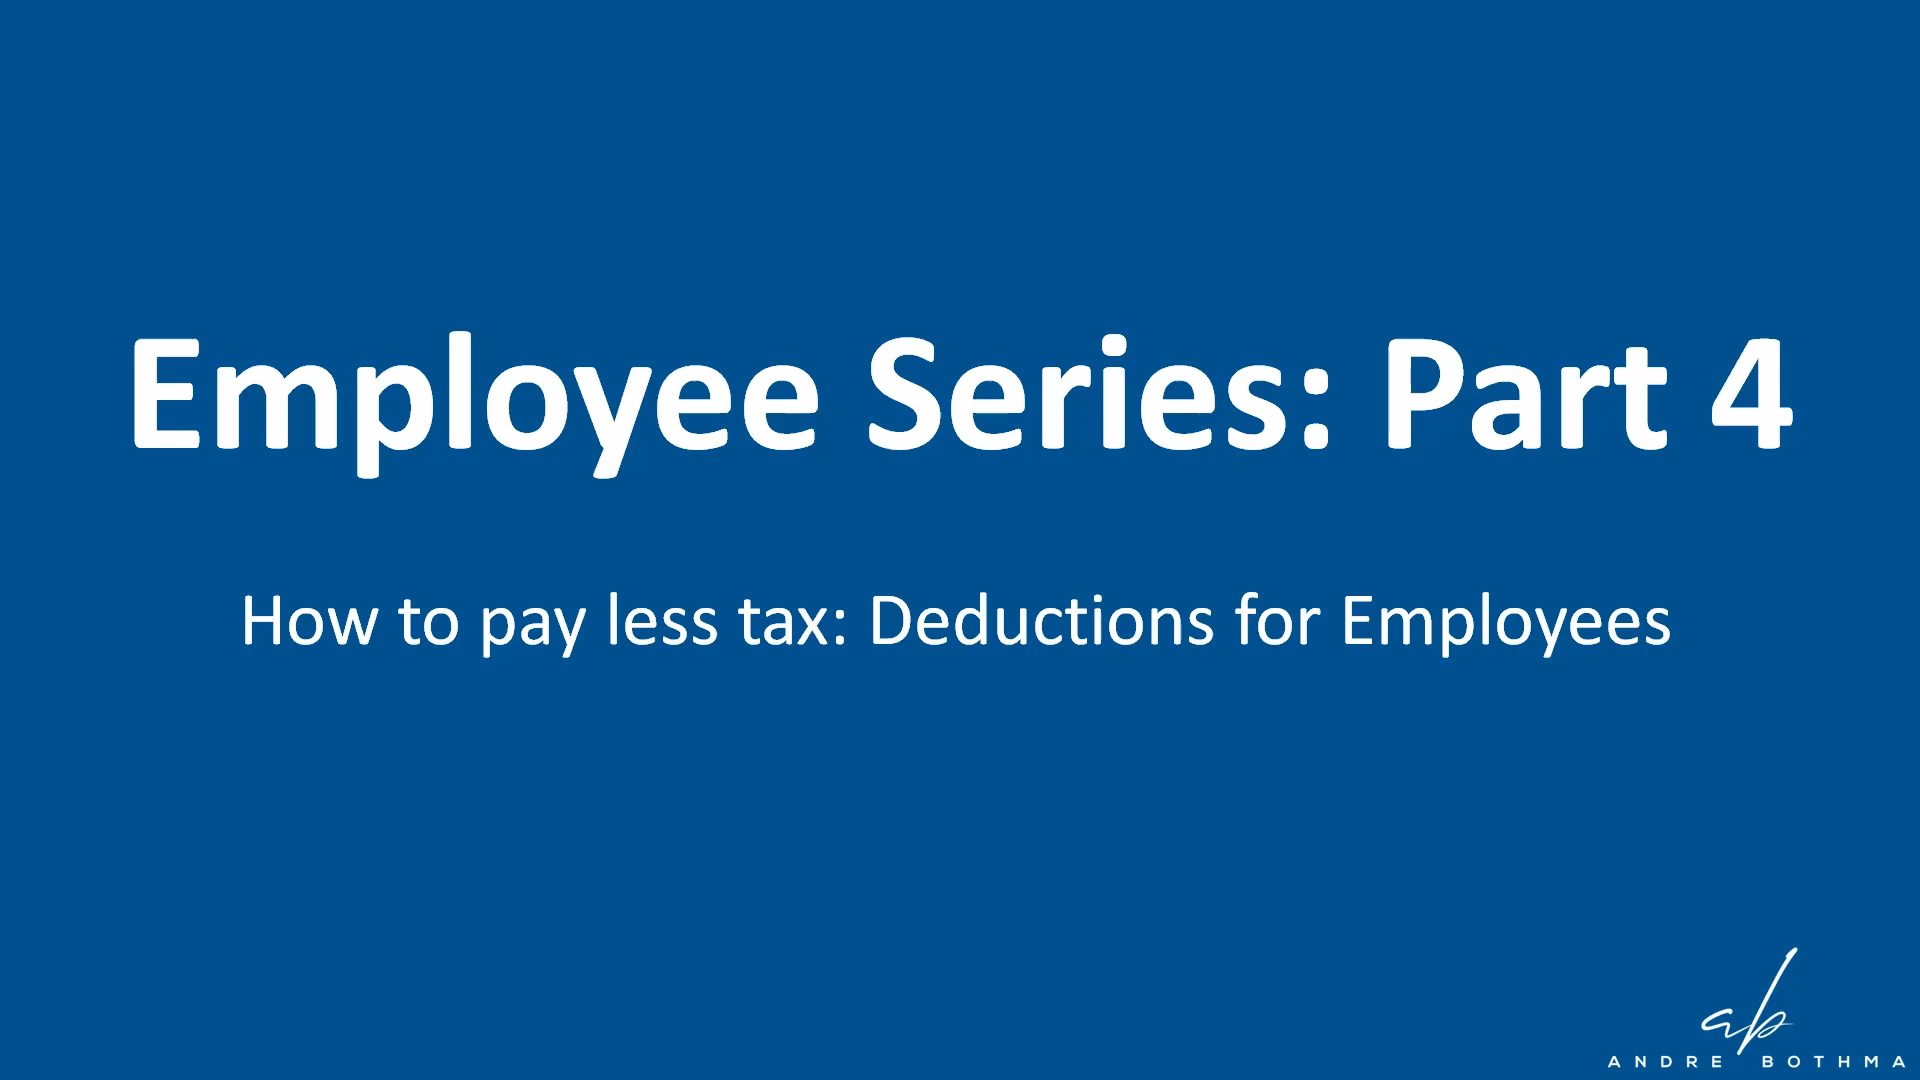 Employee Series: Part 4
How to pay less tax: Deductions for Employees
ab
ANDRE BOTHMA